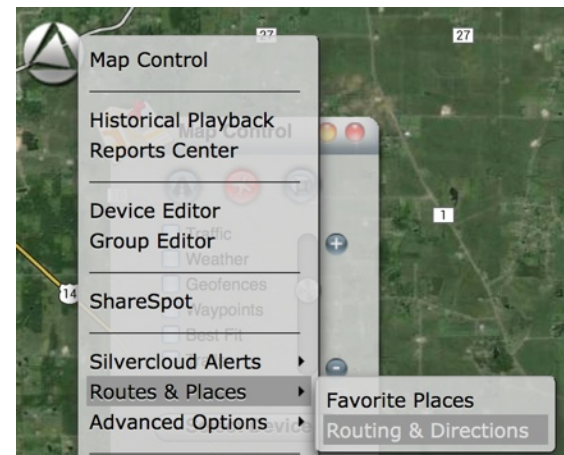 27
27
Map Control
Historical Playback
Map Control
Reports Center
Device Editor
1
Traffic
Group Editor
Weather
Geofences
14
ShareSpot
Waypoints
Best Fit
Silvercloud Alerts
Routes & Places
Favorite Places
Advanced Options
Routing & Directions